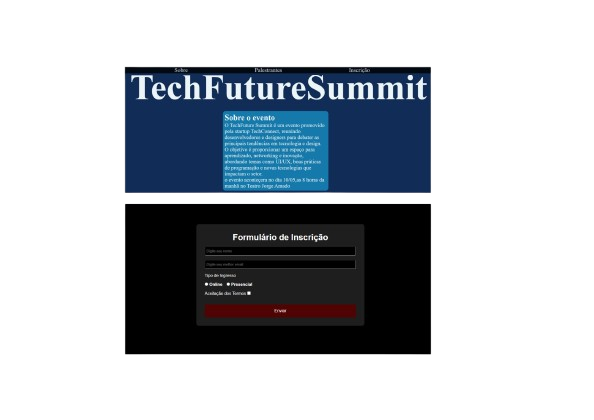 Sobre Palestrantes Inscrição
TechFutureSummit
Sobre o evento
O TechFuture Summit é um evento promovido
pela startup TechConnect, reunindo
desenvolvedores e designers para debater as
principais tendências em tecnologia e design.
O objetivo é proporcionar um espaço para
aprendizado, networking e inovação,
abordando temas como UI/UX, boas práticas
de programação e novas tecnologias que
impactam o setor.
o evento acontecera no dia 10/05,as 8 horas da
manhã no Teatro Jorge Amado
Formulário de Inscrição
Digite seu nome
Digite seu melhor email
Tipo de Ingresso
Online Presencial
Aceitação dos Termos
Enviar